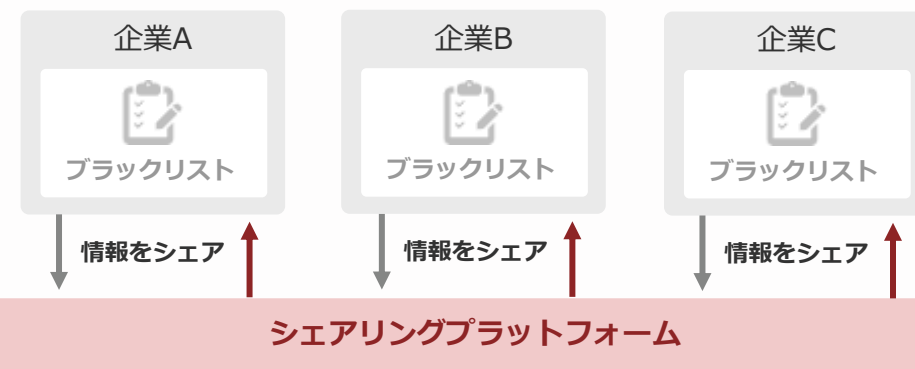 企業A
企業B
企業C
ブラックリスト
ブラックリスト
ブラックリスト
情報をシェア
情報をシェア
情報をシェア
シェアリングプラットフォーム